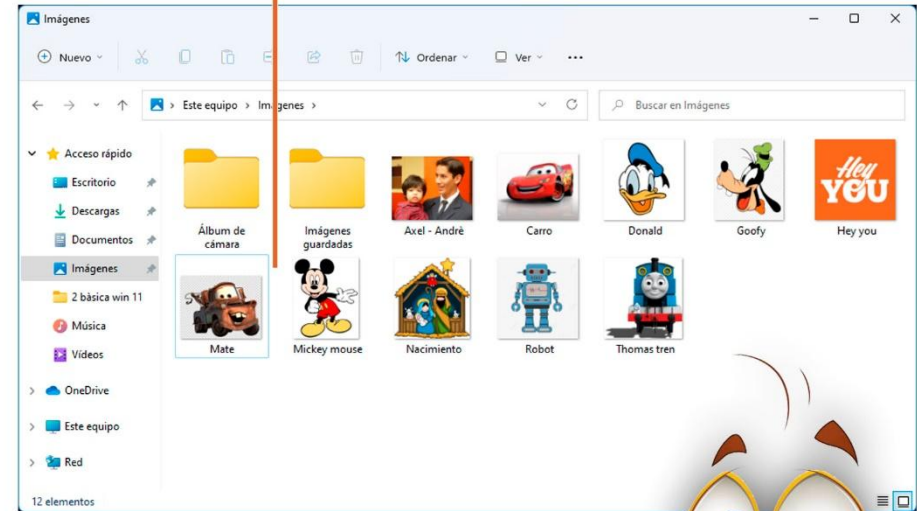 Imágenes
Nuevo
Ordenar
Ver
Este equipo > Imágenes >
Buscar en Imágenes
Acceso rápido
Escritorio
Descargas
Documentos
Imágenes
2 bàsica win 11
Música
Vídeos
OneDrive
Este equipo
Red
Álbum de
cámara
Imágenes
guardadas
Axel - Andrè
Carro
Donald
Goofy
Hey
YOU
Hey you
Mate
Mickey mouse
Nacimiento
Robot
Thomas tren
12 elementos